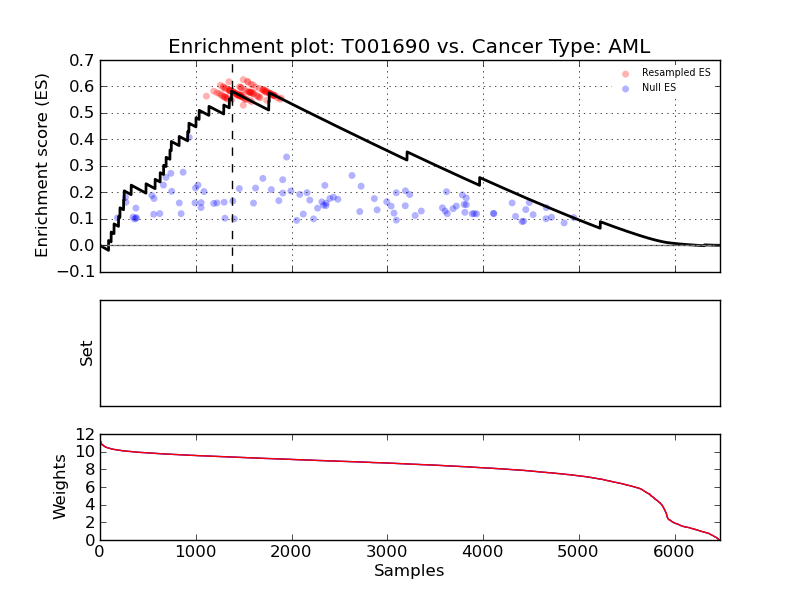 Enrichment plot: T001690 vs. Cancer Type: AML
Enrichment score (ES)
0.7
0.6
0.5
0.4
0.3
0.2
0.1
0.0
−0.1
Resampled ES
Null ES
Set
Weights
12
10
8
6
4
2
0
0 1000 2000 3000 4000 5000 6000
Samples